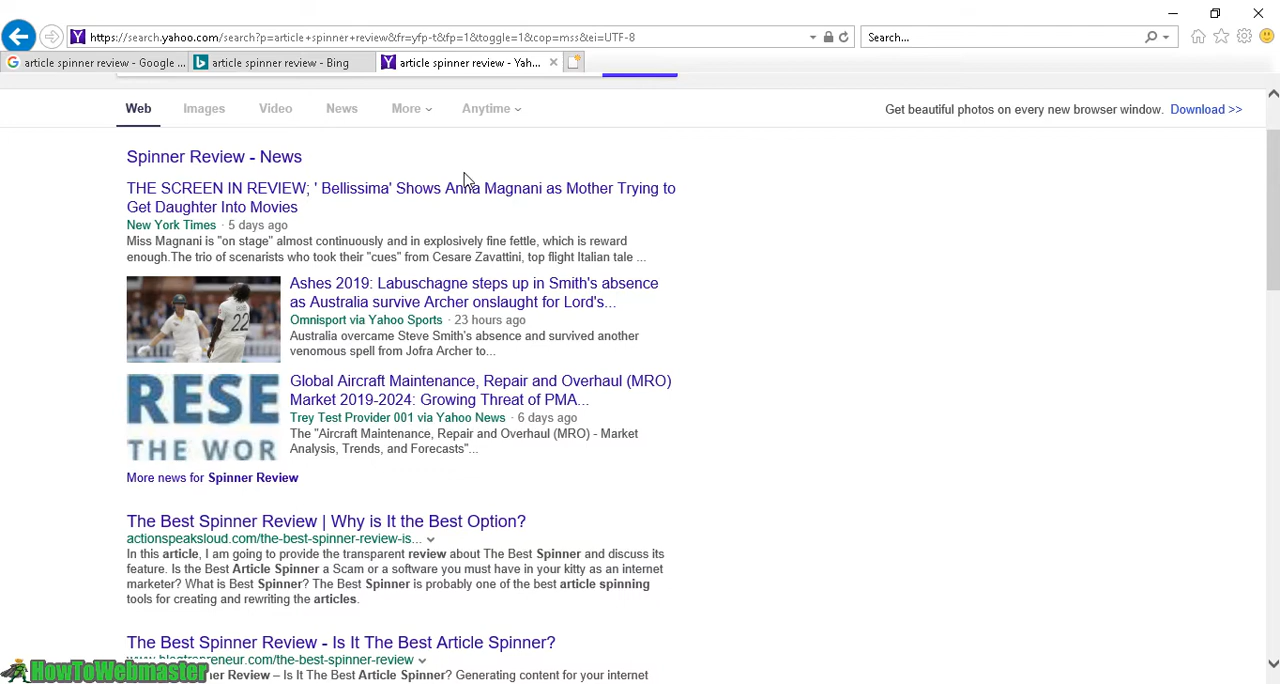 https://search.yahoo.com/search?p=article+spinner+review&fr=yfp-t&fp=1&toggle=1&cop=mss&ei=UTF-8
Search...
article spinner review - Google ...
article spinner review - Bing
article spinner review - Yah...
Web Images Video News More Anytime
Get beautiful photos on every new browser window. Download >>
Spinner Review - News
THE SCREEN IN REVIEW; ' Bellissima' Shows Anna Magnani as Mother Trying to
Get Daughter Into Movies
New York Times · 5 days ago
Miss Magnani is "on stage" almost continuously and in explosively fine fettle, which is reward
enough.The trio of scenarists who took their "cues" from Cesare Zavattini, top flight Italian tale ...
22
Ashes 2019: Labuschagne steps up in Smith's absence
as Australia survive Archer onslaught for Lord's...
Omnisport via Yahoo Sports · 23 hours ago
Australia overcame Steve Smith's absence and survived another
venomous spell from Jofra Archer to...
RESE
THE WOR
Global Aircraft Maintenance, Repair and Overhaul (MRO)
Market 2019-2024: Growing Threat of PMA...
Trey Test Provider 001 via Yahoo News · 6 days ago
The "Aircraft Maintenance, Repair and Overhaul (MRO) - Market
Analysis, Trends, and Forecasts"...
More news for Spinner Review
The Best Spinner Review | Why is It the Best Option?
actionspeaksloud.com/the-best-spinner-review-is...
In this article, I am going to provide the transparent review about The Best Spinner and discuss its
feature. Is the Best Article Spinner a Scam or a software you must have in your kitty as an internet
marketer? What is Best Spinner? The Best Spinner is probably one of the best article spinning
tools for creating and rewriting the articles.
The Best Spinner Review - Is It The Best Article Spinner?
www.blogtrepreneur.com/the-best-spinner-review
Spinner Review – Is It The Best Article Spinner? Generating content for your internet
HowToWebmaster